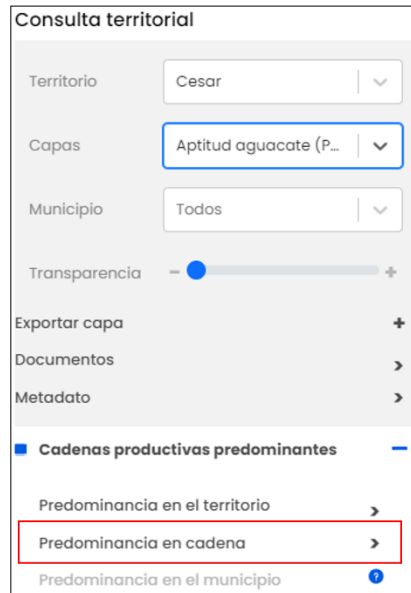 Consulta territorial
Territorio Cesar
Capas Aptitud aguacate (P...
Municipio Todos
Transparencia - +
Exportar capa +
Documentos >
Metadato >
Cadenas productivas predominantes −
Predominancia en el territorio >
Predominancia en cadena >
Predominancia en el municipio ?